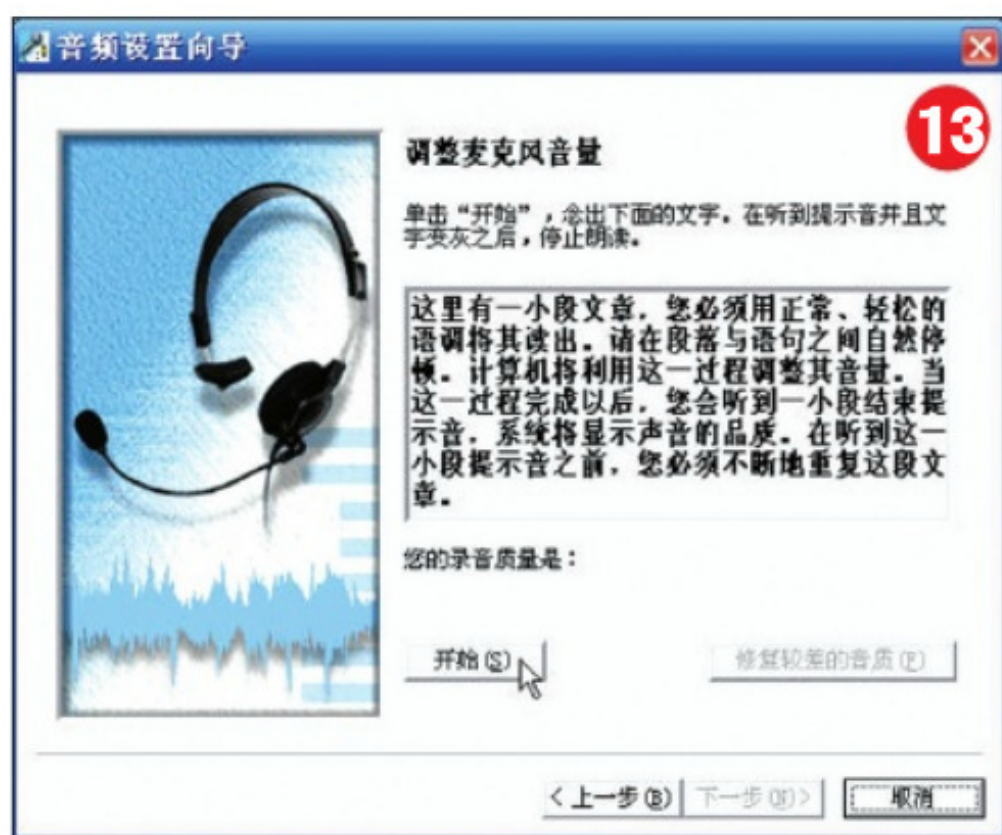 音频设置向导
13
调整麦克风音量
单击“开始”,念出下面的文字。在听到提示音并且文
字变灰之后,停止朗读。
这里有一小段文章,您必须用正常、轻松的
语调将其读出。请在段落与语句之间自然停
顿。计算机将利用这一过程调整其音量。当
这一过程完成以后,您会听到一小段结束提
示音,系统将显示声音的品质。在听到这一
小段提示音之前,您必须不断地重复这段文
章。
您的录音质量是:
开始(S)
修复较差的音质(F)
<上一步(B)
下一步(N)>
取消